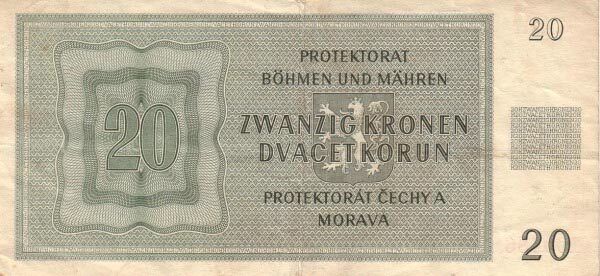 20
PROTEKTORAT
BÖHMEN UND MÄHREN
20
ZWANZIG KRONEN
DVACET KORUN
PROTEKTORÁT ČECHY A
MORAVA
20